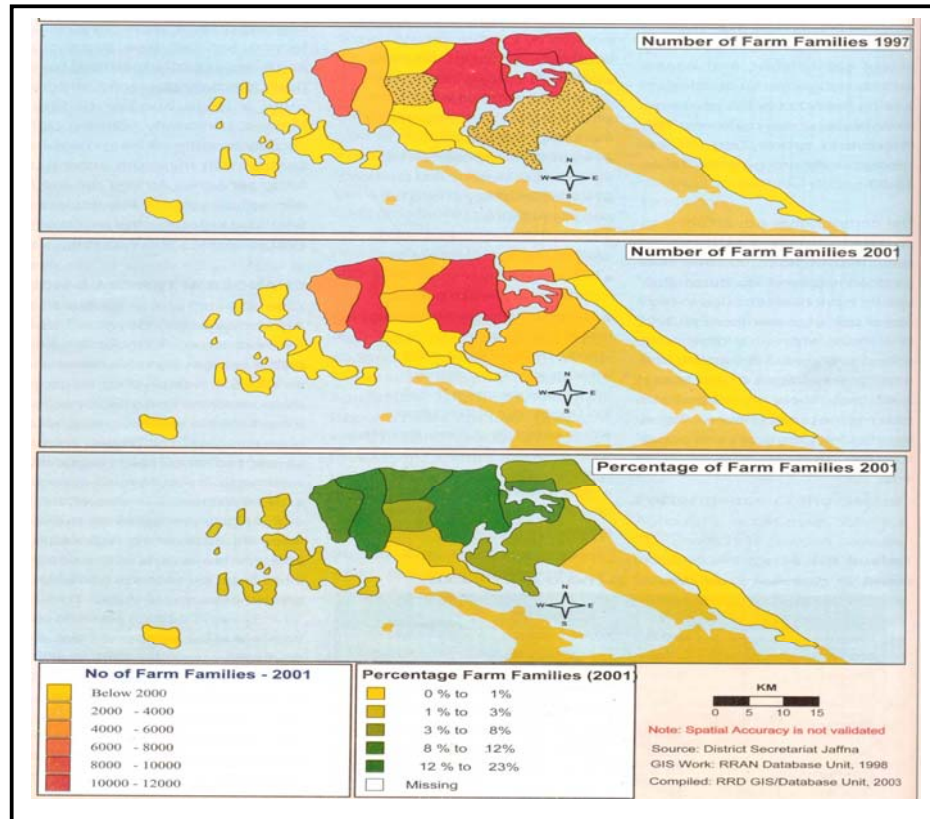 Number of Farm Families 1997
N
W E
S
Number of Farm Families 2001
N
W E
S
Percentage of Farm Families 2001
N
W E
S
No of Farm Families - 2001
Below 2000
2000 - 4000
4000 - 6000
6000 - 8000
8000 - 10000
10000 - 12000
Percentage Farm Families (2001)
0 % to 1%
1 % to 3%
3 % to 8%
8 % to 12%
12 % to 23%
Missing
KM
0 5 10 15
Note: Spatial Accuracy is not validated
Source: District Secretariat Jaffna
GIS Work: RRAN Database Unit, 1998
Compiled: RRD GIS/Database Unit, 2003